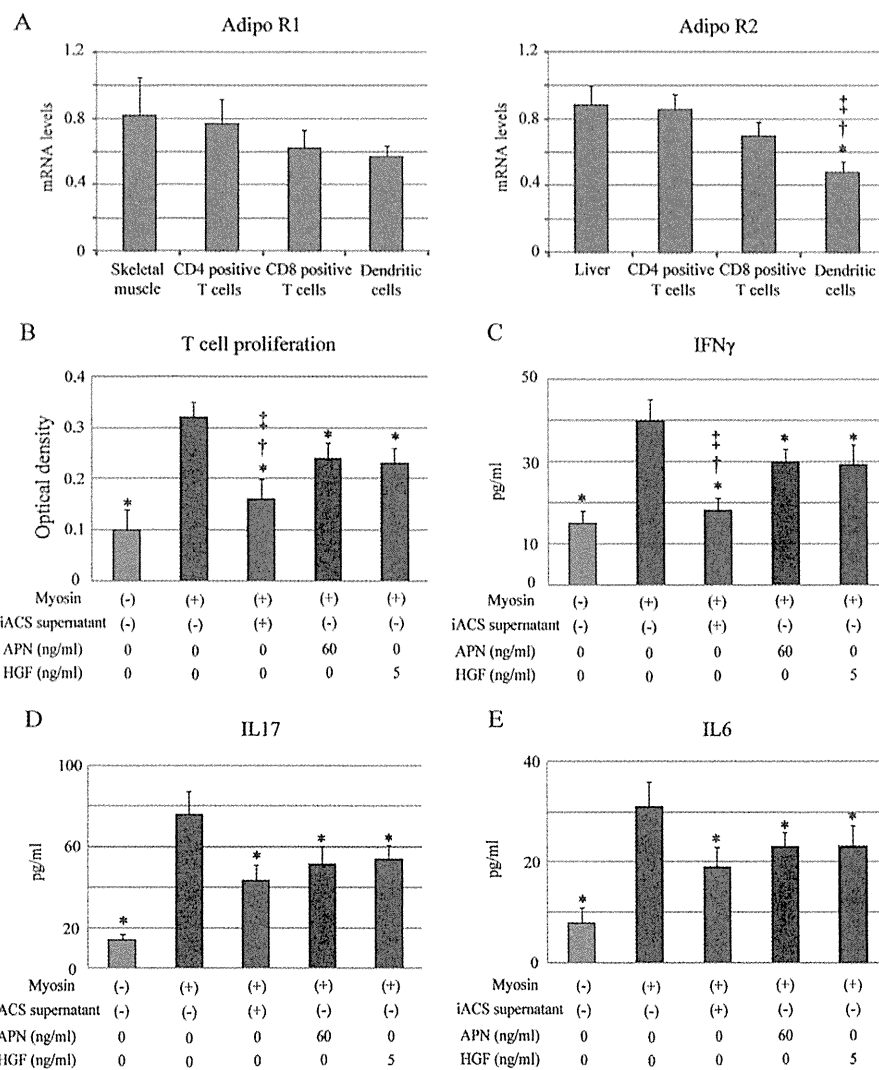 A
Adipo R1
1.2
0.8
0.4
0
mRNA levels
Skeletal muscle
CD4 positive T cells
CD8 positive T cells
Dendritic cells
Adipo R2
1.2
0.8
0.4
0
mRNA levels
‡
†
*
Liver
CD4 positive T cells
CD8 positive T cells
Dendritic cells
B
T cell proliferation
0.4
0.3
0.2
0.1
0
Optical density
*
‡
†
*
*
*
Myosin (-) (+) (+) (+) (+)
iACS supernatant (-) (-) (+) (-) (-)
APN (ng/ml) 0 0 0 60 0
HGF (ng/ml) 0 0 0 0 5
C
IFNγ
50
30
10
0
pg/ml
*
‡
†
*
*
*
Myosin (-) (+) (+) (+) (+)
iACS supernatant (-) (-) (+) (-) (-)
APN (ng/ml) 0 0 0 60 0
HGF (ng/ml) 0 0 0 0 5
D
IL17
100
60
20
0
pg/ml
* * * *
Myosin (-) (+) (+) (+) (+)
ACS supernatant (-) (-) (+) (-) (-)
APN (ng/ml) 0 0 0 60 0
HGF (ng/ml) 0 0 0 0 5
E
IL6
40
20
0
pg/ml
* * * *
Myosin (-) (+) (+) (+) (+)
iACS supernatant (-) (-) (+) (-) (-)
APN (ng/ml) 0 0 0 60 0
HGF (ng/ml) 0 0 0 0 5